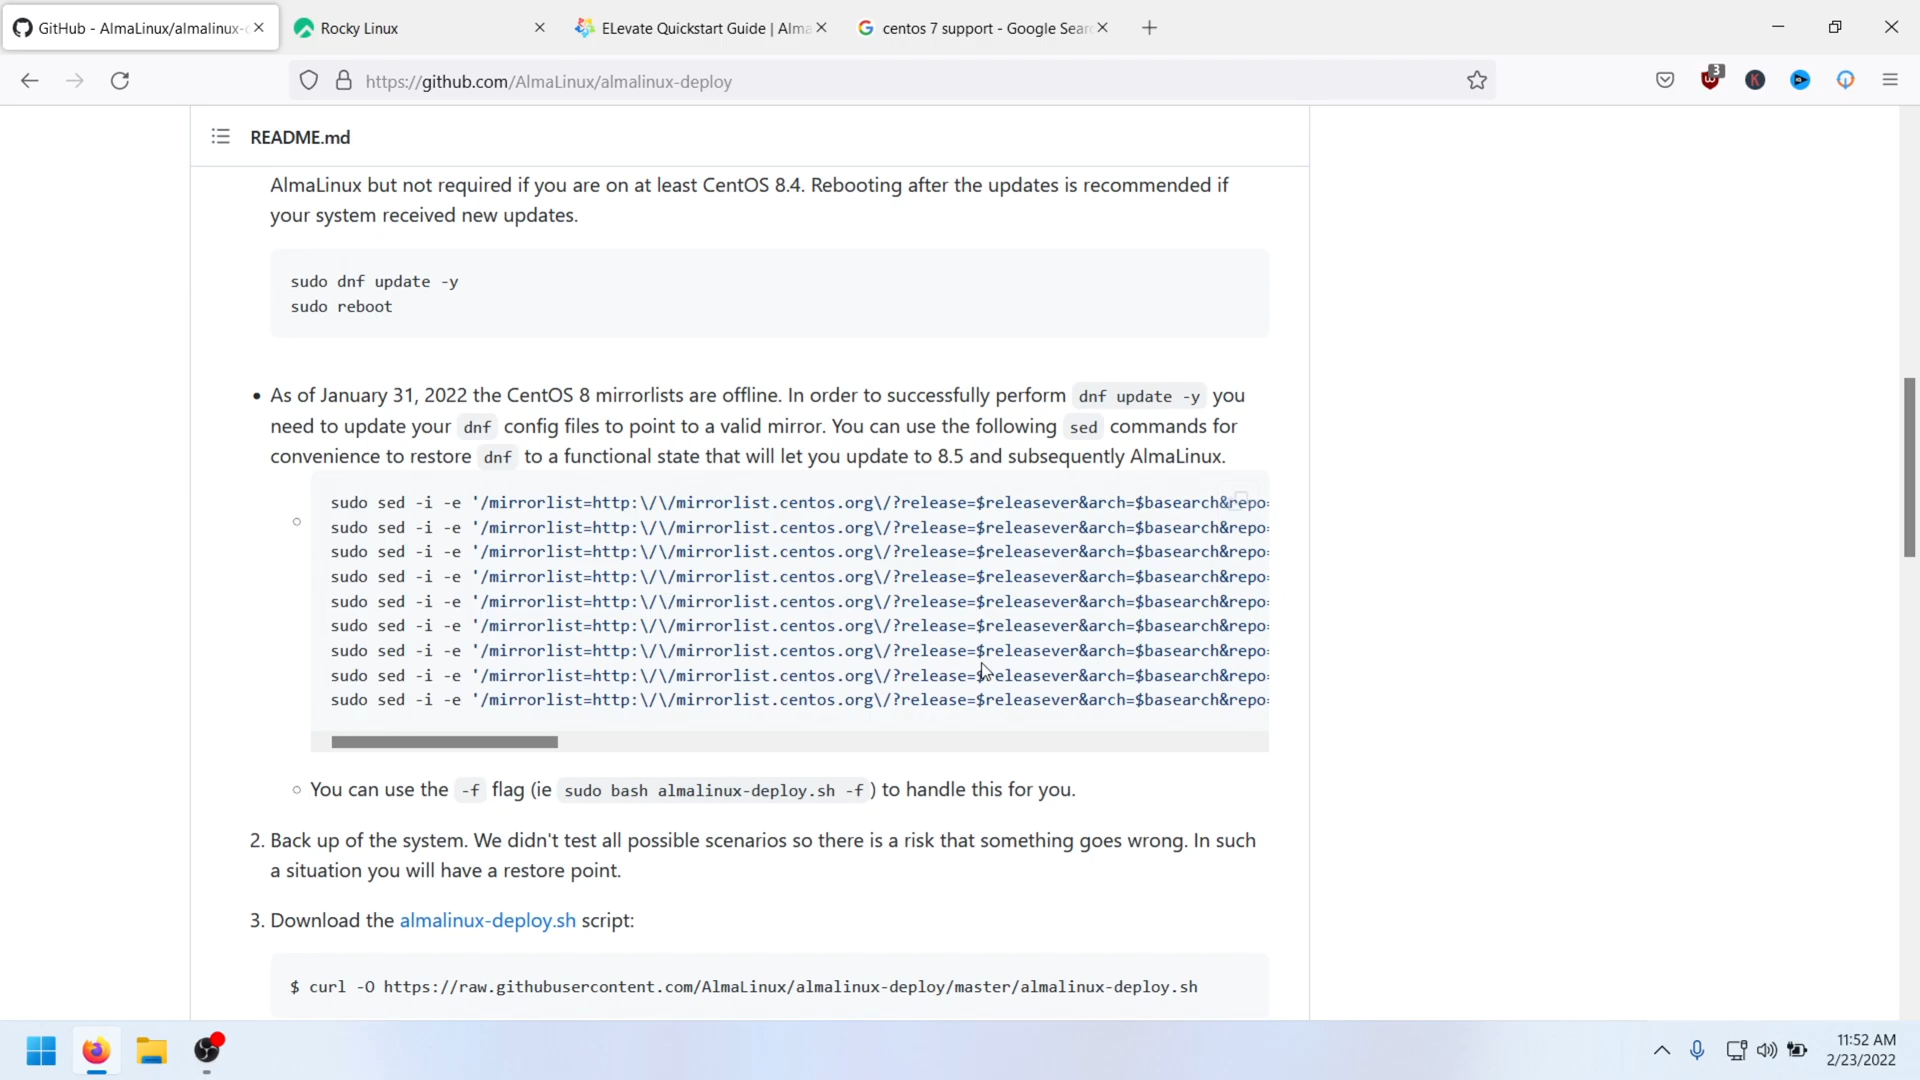 GitHub - AlmaLinux/almalinux-d
Rocky Linux
ELevate Quickstart Guide | Alma
centos 7 support - Google Sear
https://github.com/AlmaLinux/almalinux-deploy
3
K
README.md
AlmaLinux but not required if you are on at least CentOS 8.4. Rebooting after the updates is recommended if
your system received new updates.
sudo dnf update -y
sudo reboot
• As of January 31, 2022 the CentOS 8 mirrorlists are offline. In order to successfully perform dnf update -y you
need to update your dnf config files to point to a valid mirror. You can use the following sed commands for
convenience to restore dnf to a functional state that will let you update to 8.5 and subsequently AlmaLinux.
sudo sed -i -e '/mirrorlist=http:\/\/mirrorlist.centos.org\/?release=$releasever&arch=$basearch&repo=
sudo sed -i -e '/mirrorlist=http:\/\/mirrorlist.centos.org\/?release=$releasever&arch=$basearch&repo=
sudo sed -i -e '/mirrorlist=http:\/\/mirrorlist.centos.org\/?release=$releasever&arch=$basearch&repo=
sudo sed -i -e '/mirrorlist=http:\/\/mirrorlist.centos.org\/?release=$releasever&arch=$basearch&repo=
sudo sed -i -e '/mirrorlist=http:\/\/mirrorlist.centos.org\/?release=$releasever&arch=$basearch&repo=
sudo sed -i -e '/mirrorlist=http:\/\/mirrorlist.centos.org\/?release=$releasever&arch=$basearch&repo=
sudo sed -i -e '/mirrorlist=http:\/\/mirrorlist.centos.org\/?release=$releasever&arch=$basearch&repo=
sudo sed -i -e '/mirrorlist=http:\/\/mirrorlist.centos.org\/?release=$releasever&arch=$basearch&repo=
sudo sed -i -e '/mirrorlist=http:\/\/mirrorlist.centos.org\/?release=$releasever&arch=$basearch&repo=
○ You can use the -f flag (ie sudo bash almalinux-deploy.sh -f ) to handle this for you.
2. Back up of the system. We didn't test all possible scenarios so there is a risk that something goes wrong. In such
a situation you will have a restore point.
3. Download the almalinux-deploy.sh script:
$ curl -O https://raw.githubusercontent.com/AlmaLinux/almalinux-deploy/master/almalinux-deploy.sh
11:52 AM
2/23/2022